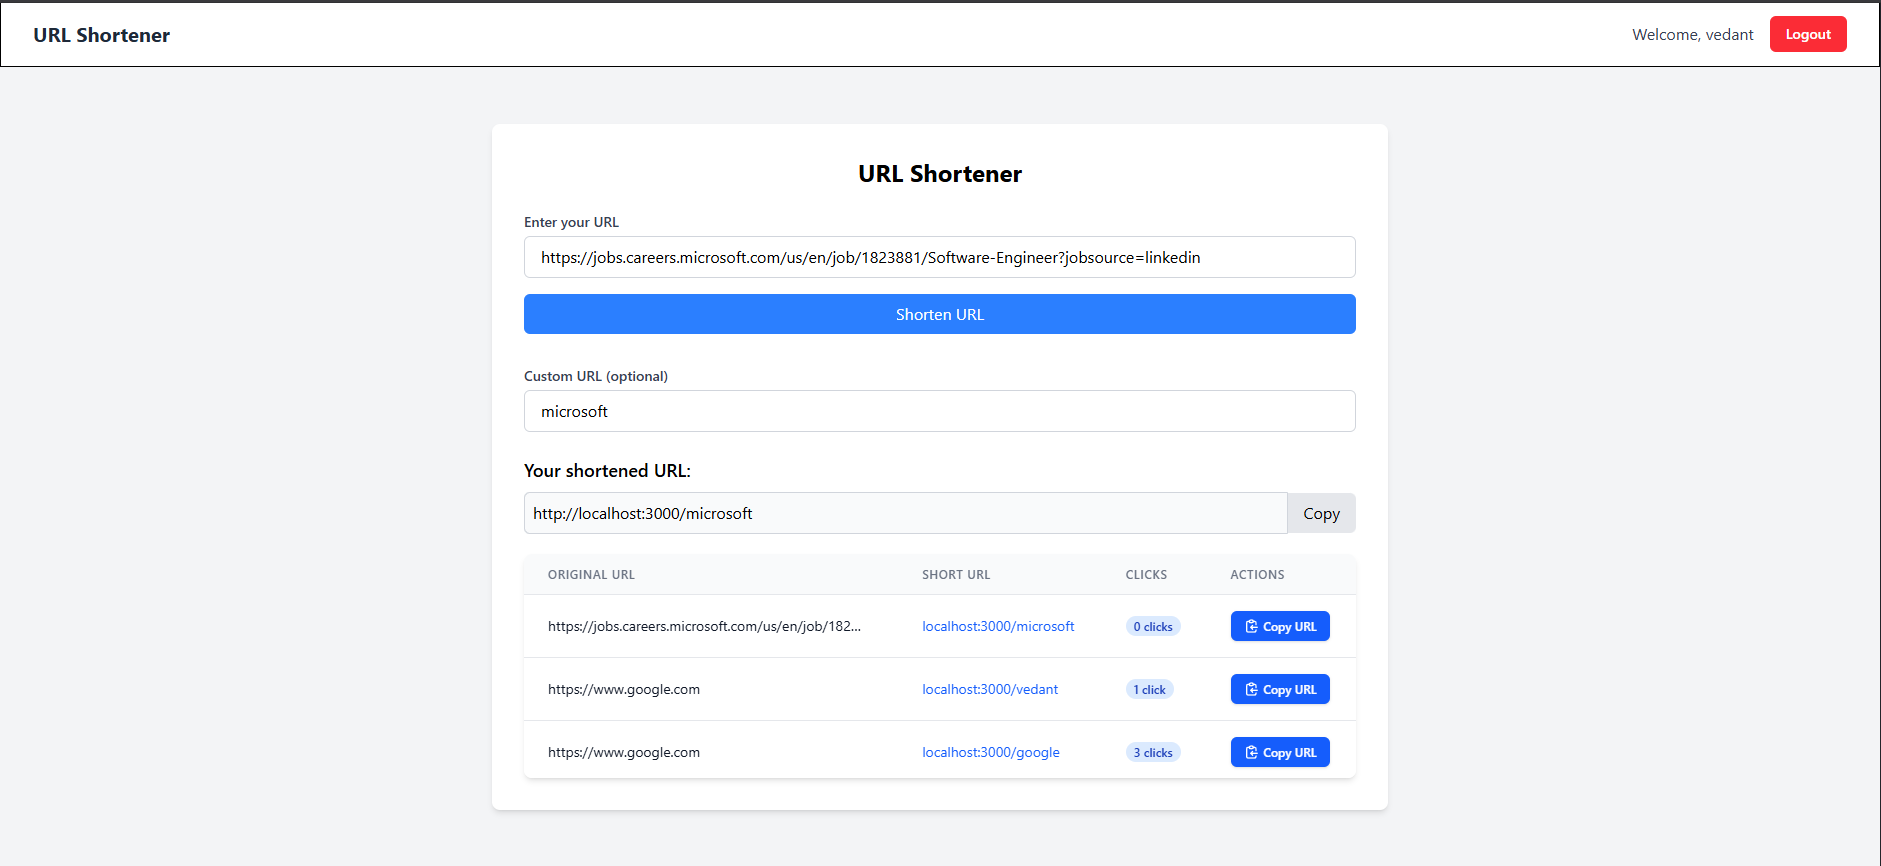 URL Shortener
Welcome, vedant
Logout
URL Shortener
Enter your URL
https://jobs.careers.microsoft.com/us/en/job/1823881/Software-Engineer?jobsource=linkedin
Shorten URL
Custom URL (optional)
microsoft
Your shortened URL:
http://localhost:3000/microsoft
Copy
ORIGINAL URL SHORT URL CLICKS ACTIONS
https://jobs.careers.microsoft.com/us/en/job/182... localhost:3000/microsoft 0 clicks Copy URL
https://www.google.com localhost:3000/vedant 1 click Copy URL
https://www.google.com localhost:3000/google 3 clicks Copy URL